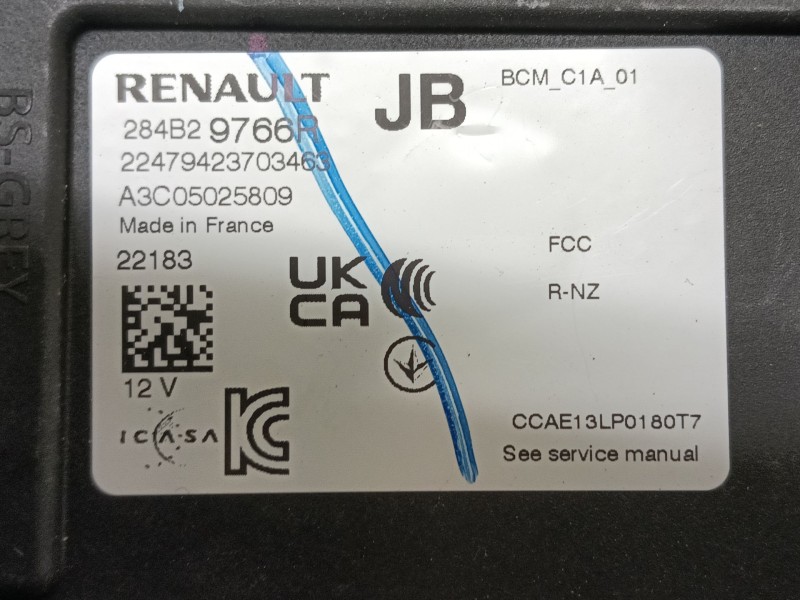 RENAULT
JB
BCM_C1A_01
284B2 9766R
22479423703463
A3C05025809
Made in France
22183
FCC
R-NZ
UK
CA
12 V
ICASA
CCAE13LP0180T7
See service manual
BS-GREY